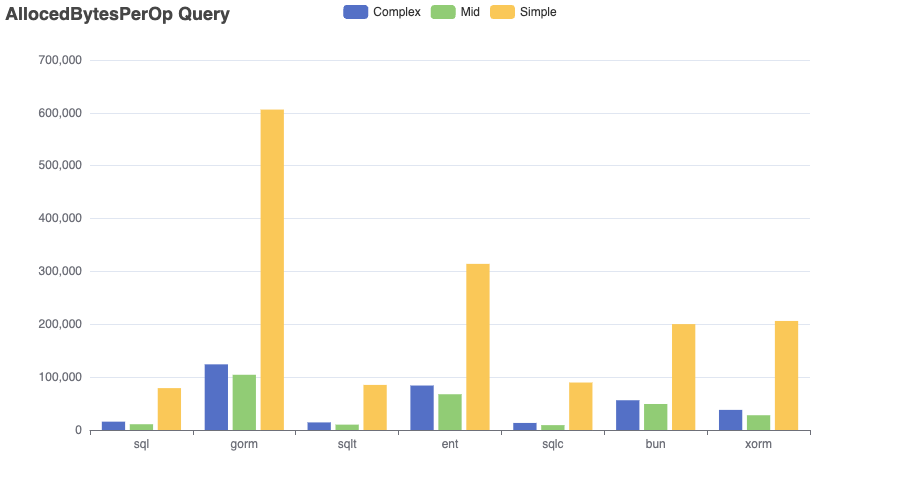 AllocedBytesPerOp Query
Complex Mid Simple
700,000
600,000
500,000
400,000
300,000
200,000
100,000
0
sql gorm sqlt ent sqlc bun xorm